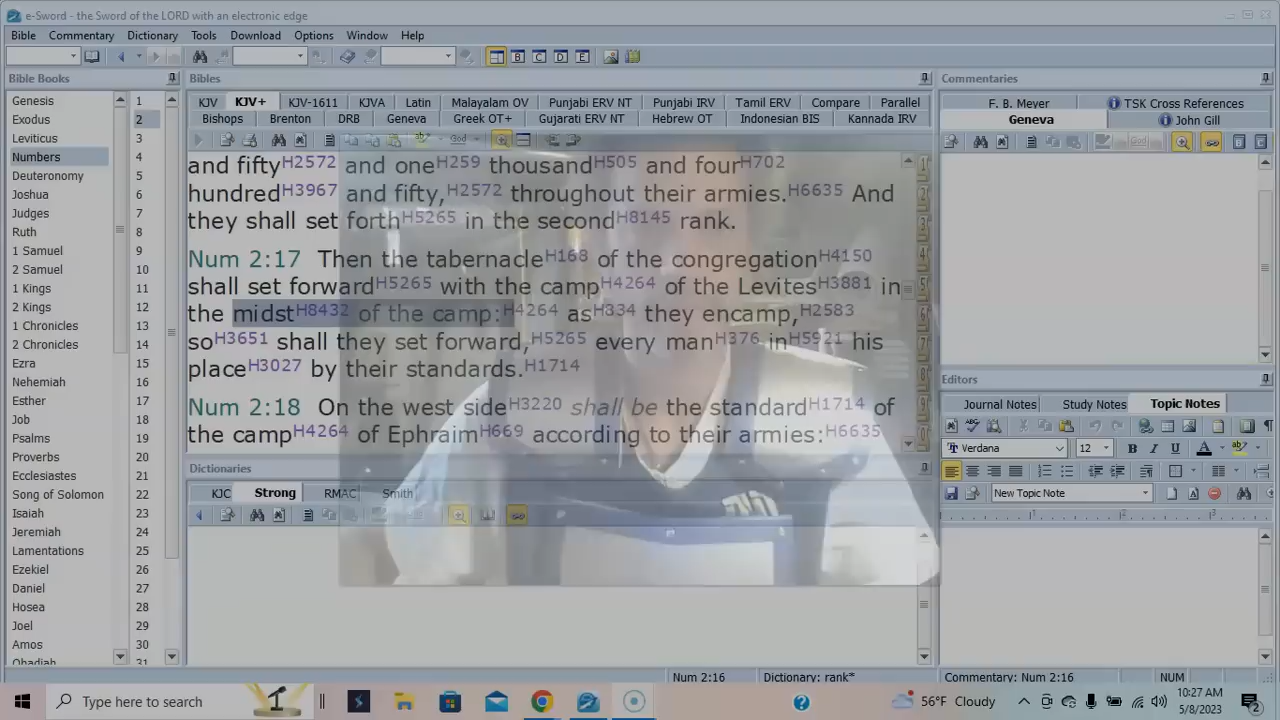 e-Sword - the Sword of the LORD with an electronic edge
Bible Commentary Dictionary Tools Download Options Window Help
Bible Books
Genesis 1
Exodus 2
Leviticus 3
Numbers 4
Deuteronomy 5
Joshua 6
Judges 7
Ruth 8
1 Samuel 9
2 Samuel 10
1 Kings 11
2 Kings 12
1 Chronicles 13
2 Chronicles 14
Ezra 15
Nehemiah 16
Esther 17
Job 18
Psalms 19
Proverbs 20
Ecclesiastes 21
Song of Solomon 22
Isaiah 23
Jeremiah 24
Lamentations 25
Ezekiel 26
Daniel 27
Hosea 28
Joel 29
Amos 30
Obadiah 31
Bibles
KJV KJV+ KJV-1611 KJVA Latin Malayalam OV Punjabi ERV NT Punjabi IRV Tamil ERV Compare Parallel
Bishops Brenton DRB Geneva Greek OT+ Gujarati ERV NT Hebrew OT Indonesian BIS Kannada IRV
and fiftyH2572 and oneH259 thousandH505 and fourH702
hundredH3967 and fifty,H2572 throughout their armies.H6635 And
they shall set forthH5265 in the secondH8145 rank.
Num 2:17 Then the tabernacleH168 of the congregationH4150
shall set forwardH5265 with the campH4264 of the LevitesH3881 in
the midstH8432 of the camp:H4264 asH834 they encamp,H2583
soH3651 shall they set forward,H5265 every manH376 inH5921 his
placeH3027 by their standards.H1714
Num 2:18 On the west sideH3220 shall be the standardH1714 of
the campH4264 of EphraimH669 according to their armies:H6635
Dictionaries
KJC Strong RMAC Smith
Commentaries
F. B. Meyer TSK Cross References
Geneva John Gill
Editors
Journal Notes Study Notes Topic Notes
Verdana 12 B I U A
New Topic Note
1 2 3
Num 2:16 Dictionary: rank* Commentary: Num 2:16 NUM
Type here to search
56°F Cloudy
10:27 AM
5/8/2023
2